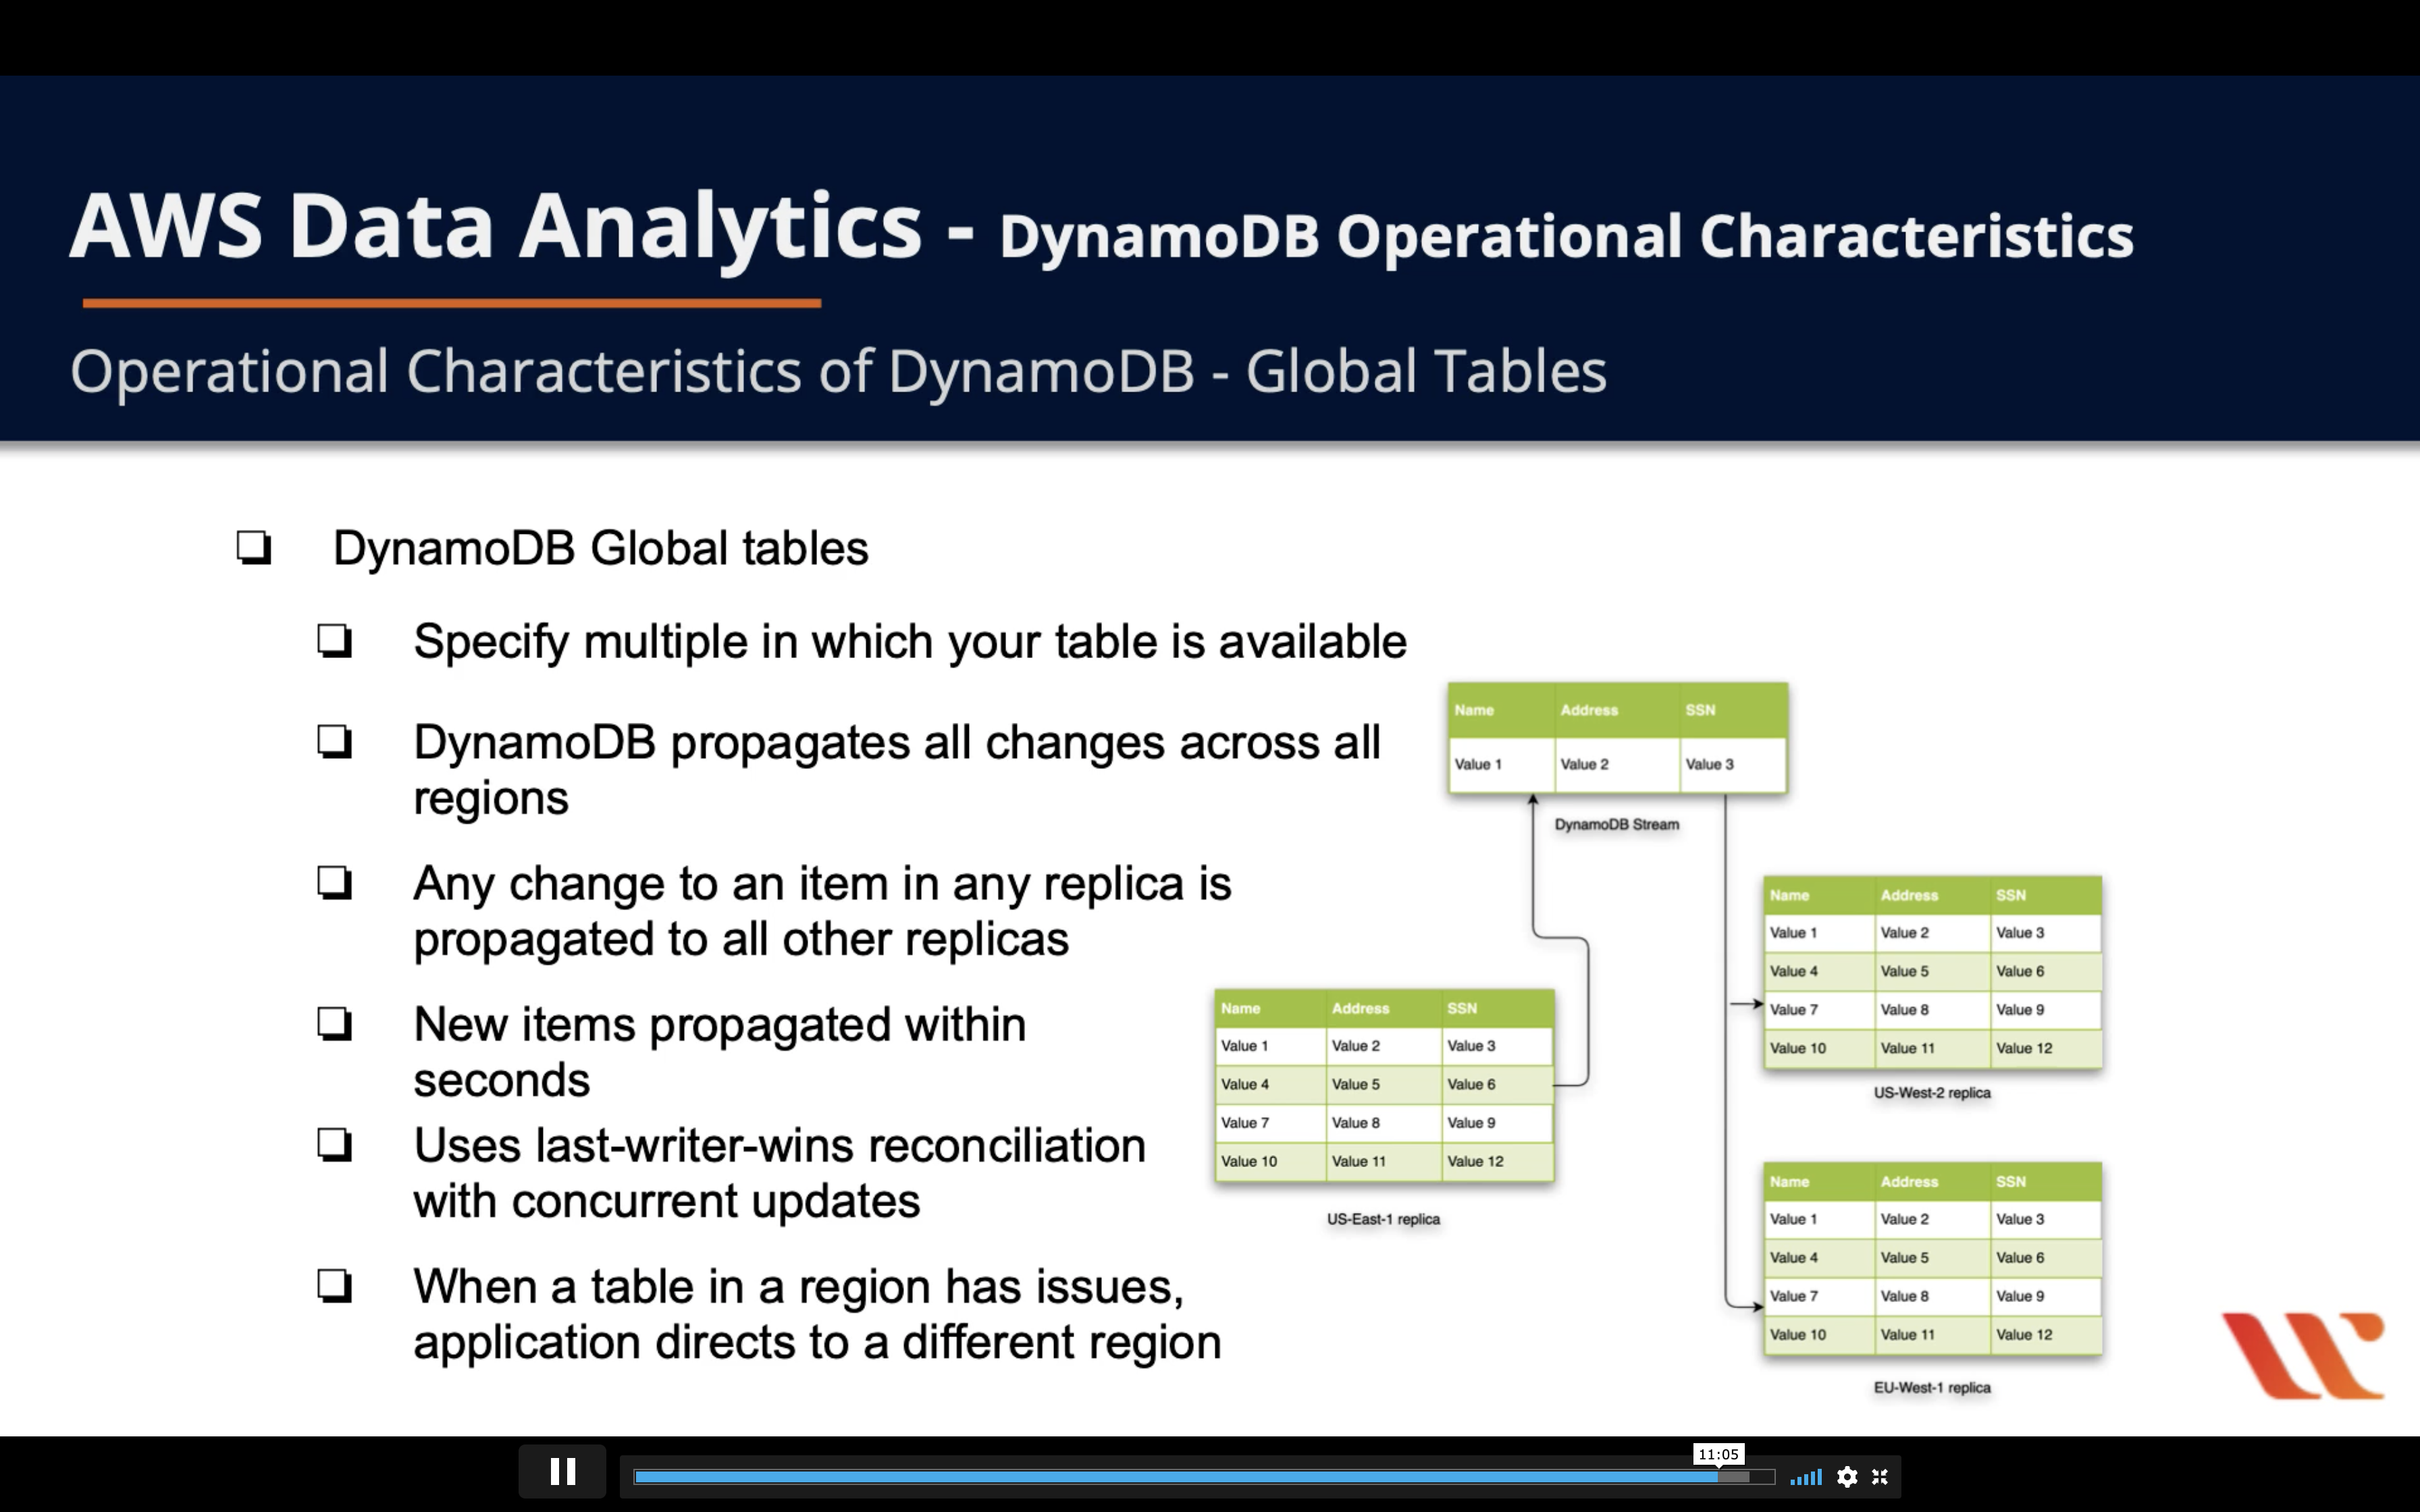 AWS Data Analytics - DynamoDB Operational Characteristics
Operational Characteristics of DynamoDB - Global Tables
DynamoDB Global tables
Specify multiple in which your table is available
DynamoDB propagates all changes across all
regions
Any change to an item in any replica is
propagated to all other replicas
New items propagated within
seconds
Uses last-writer-wins reconciliation
with concurrent updates
When a table in a region has issues,
application directs to a different region
Name Address SSN
Value 1 Value 2 Value 3
DynamoDB Stream
Name Address SSN
Value 1 Value 2 Value 3
Value 4 Value 5 Value 6
Value 7 Value 8 Value 9
Value 10 Value 11 Value 12
US-East-1 replica
Name Address SSN
Value 1 Value 2 Value 3
Value 4 Value 5 Value 6
Value 7 Value 8 Value 9
Value 10 Value 11 Value 12
US-West-2 replica
Name Address SSN
Value 1 Value 2 Value 3
Value 4 Value 5 Value 6
Value 7 Value 8 Value 9
Value 10 Value 11 Value 12
EU-West-1 replica
11:05